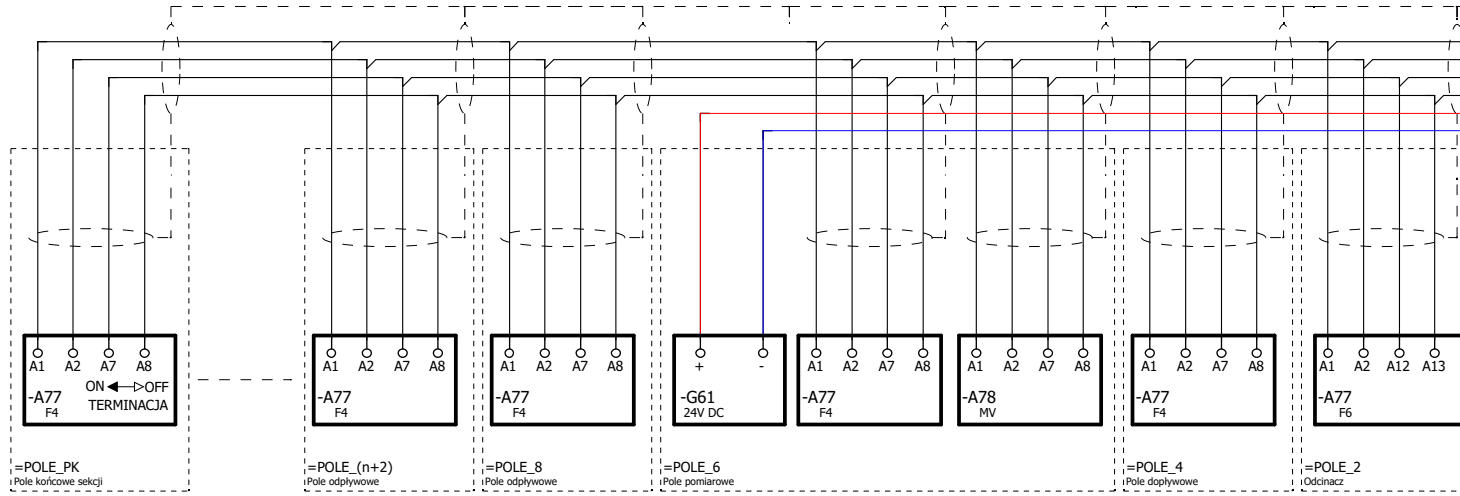 A1 A2 A7 A8
ON OFF
-A77
F4
TERMINACJA
=POLE_PK
Pole końcowe sekcji
A1 A2 A7 A8
-A77
F4
=POLE_(n+2)
Pole odpływowe
A1 A2 A7 A8
-A77
F4
=POLE_8
Pole odpływowe
+ -
-G61
24V DC
A1 A2 A7 A8
-A77
F4
A1 A2 A7 A8
-A78
MV
=POLE_6
Pole pomiarowe
A1 A2 A7 A8
-A77
F4
=POLE_4
Pole dopływowe
A1 A2 A12 A13
-A77
F6
=POLE_2
Odcinacz